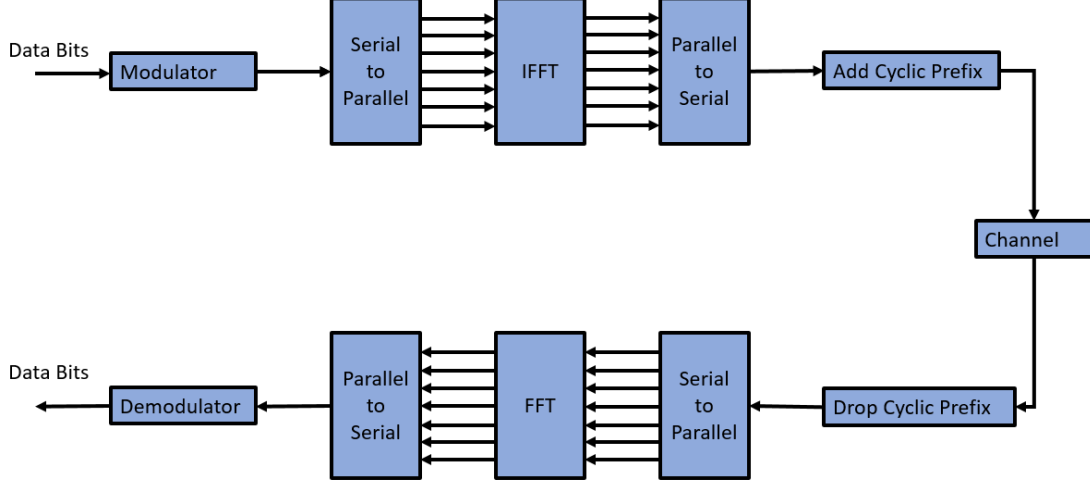 Data Bits
Modulator
Serial
to
Parallel
IFFT
Parallel
to
Serial
Add Cyclic Prefix
Channel
Data Bits
Demodulator
Parallel
to
Serial
FFT
Serial
to
Parallel
Drop Cyclic Prefix